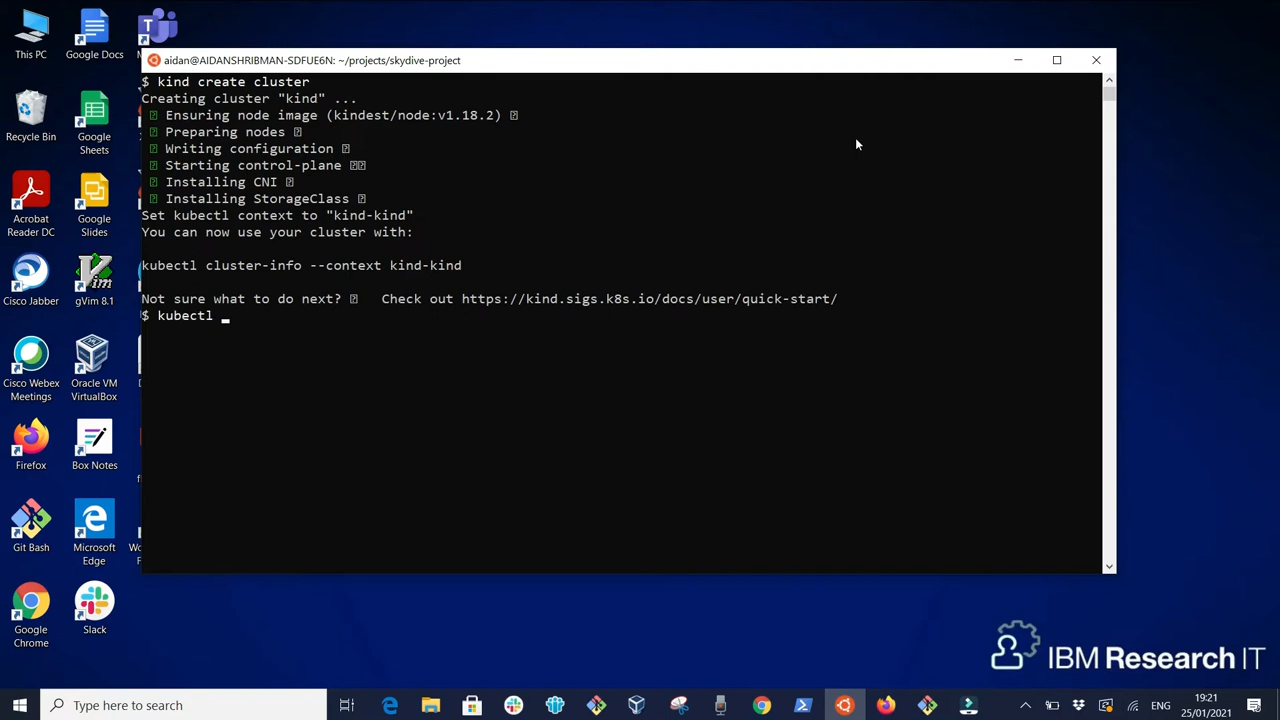 This PC
Google Docs
Recycle Bin
Google
Sheets
Acrobat
Reader DC
Google
Slides
Cisco Jabber
gVim 8.1
Cisco Webex
Meetings
Oracle VM
VirtualBox
Firefox
Box Notes
Git Bash
Microsoft
Edge
Google
Chrome
Slack
aidan@AIDANSHRIBMAN-SDFUE6N: ~/projects/skydive-project
$ kind create cluster
Creating cluster "kind" ...
Ensuring node image (kindest/node:v1.18.2)
Preparing nodes
Writing configuration
Starting control-plane
Installing CNI
Installing StorageClass
Set kubectl context to "kind-kind"
You can now use your cluster with:
kubectl cluster-info --context kind-kind
Not sure what to do next? Check out https://kind.sigs.k8s.io/docs/user/quick-start/
$ kubectl _
IBM Research IT
Type here to search
ENG
19:21
25/01/2021